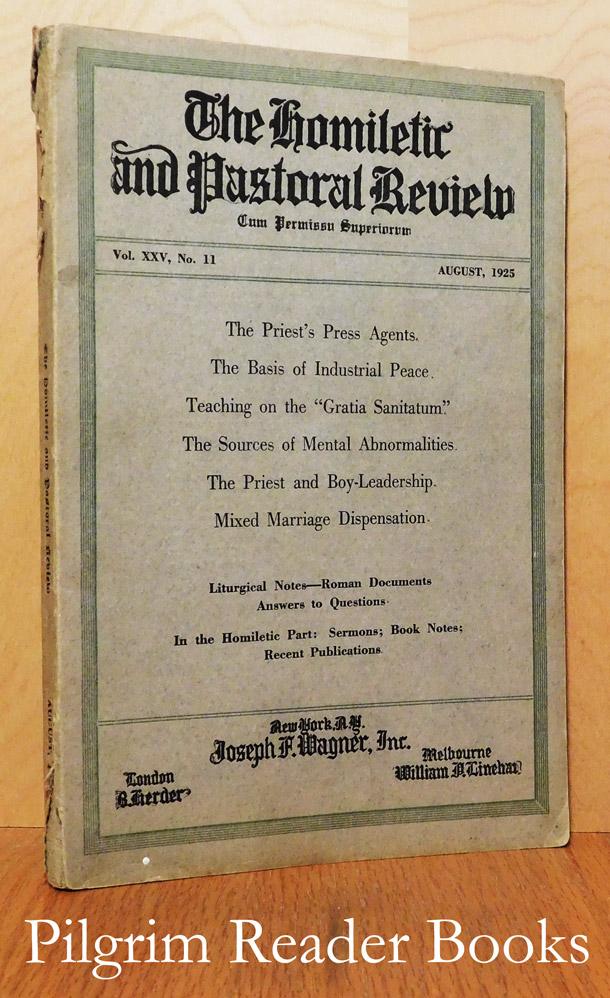 The Homiletic
and Pastoral Review
Cum Permissu Superiorum
Vol. XXV, No. 11
AUGUST, 1925
The Priest's Press Agents.
The Basis of Industrial Peace.
Teaching on the "Gratia Sanitatum."
The Sources of Mental Abnormalities.
The Priest and Boy-Leadership.
Mixed Marriage Dispensation.
Liturgical Notes—Roman Documents
Answers to Questions.
In the Homiletic Part: Sermons; Book Notes;
Recent Publications.
New York, N.Y.
Joseph F. Wagner, Inc.
London
B. Herder
Melbourne
William P. Linehan
The Homiletic and Pastoral Review
AUGUST,
Pilgrim Reader Books